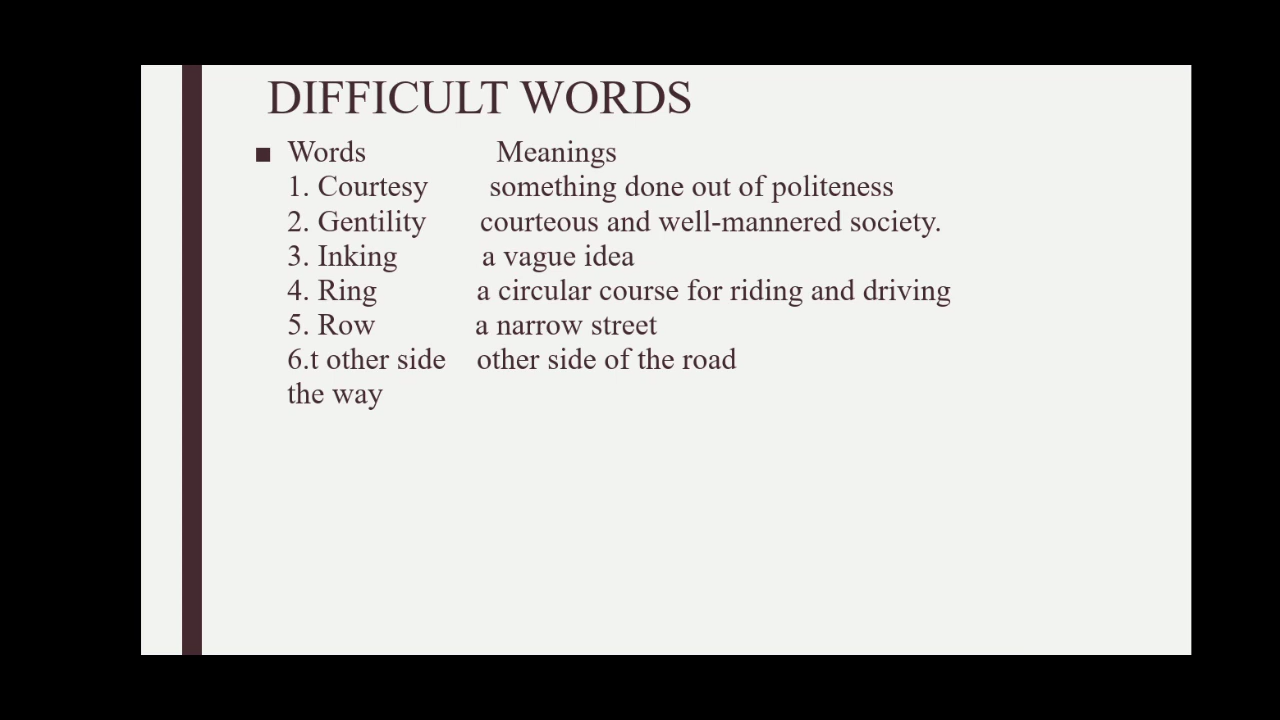 DIFFICULT WORDS
■ Words Meanings
1. Courtesy something done out of politeness
2. Gentility courteous and well-mannered society.
3. Inking a vague idea
4. Ring a circular course for riding and driving
5. Row a narrow street
6.t other side other side of the road
the way